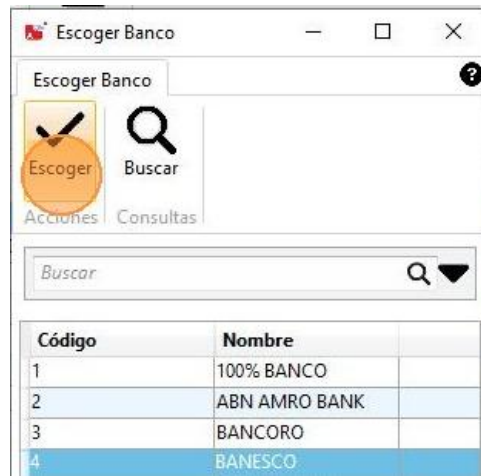 Escoger Banco
Escoger Banco
?
Escoger Buscar
Acciones Consultas
Buscar
Código Nombre
1 100% BANCO
2 ABN AMRO BANK
3 BANCORO
4 BANESCO